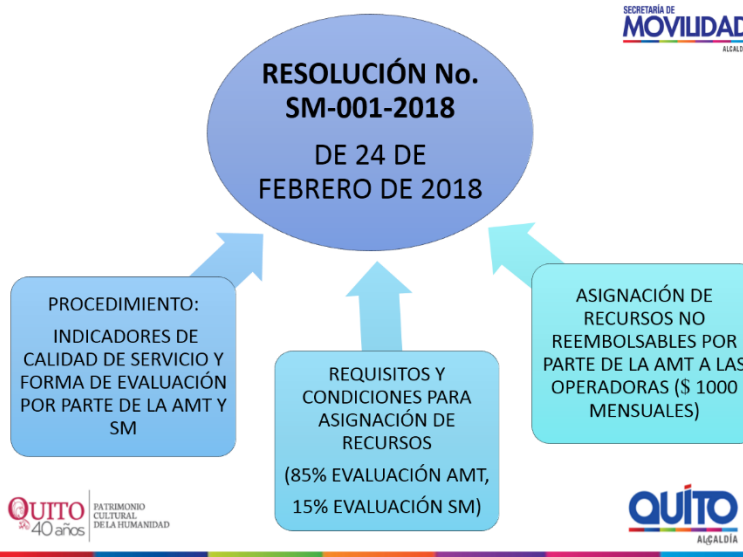 SECRETARÍA DE
MOVILIDAD
ALCALDÍ
RESOLUCIÓN No.
SM-001-2018
DE 24 DE
FEBRERO DE 2018
PROCEDIMIENTO:
INDICADORES DE
CALIDAD DE SERVICIO Y
FORMA DE EVALUACIÓN
POR PARTE DE LA AMT Y
SM
REQUISITOS Y
CONDICIONES PARA
ASIGNACIÓN DE
RECURSOS
(85% EVALUACIÓN AMT,
15% EVALUACIÓN SM)
ASIGNACIÓN DE
RECURSOS NO
REEMBOLSABLES POR
PARTE DE LA AMT A LAS
OPERADORAS ($ 1000
MENSUALES)
QUITO
40 años
PATRIMONIO
CULTURAL
DE LA HUMANIDAD
QUITO
ALCALDÍA